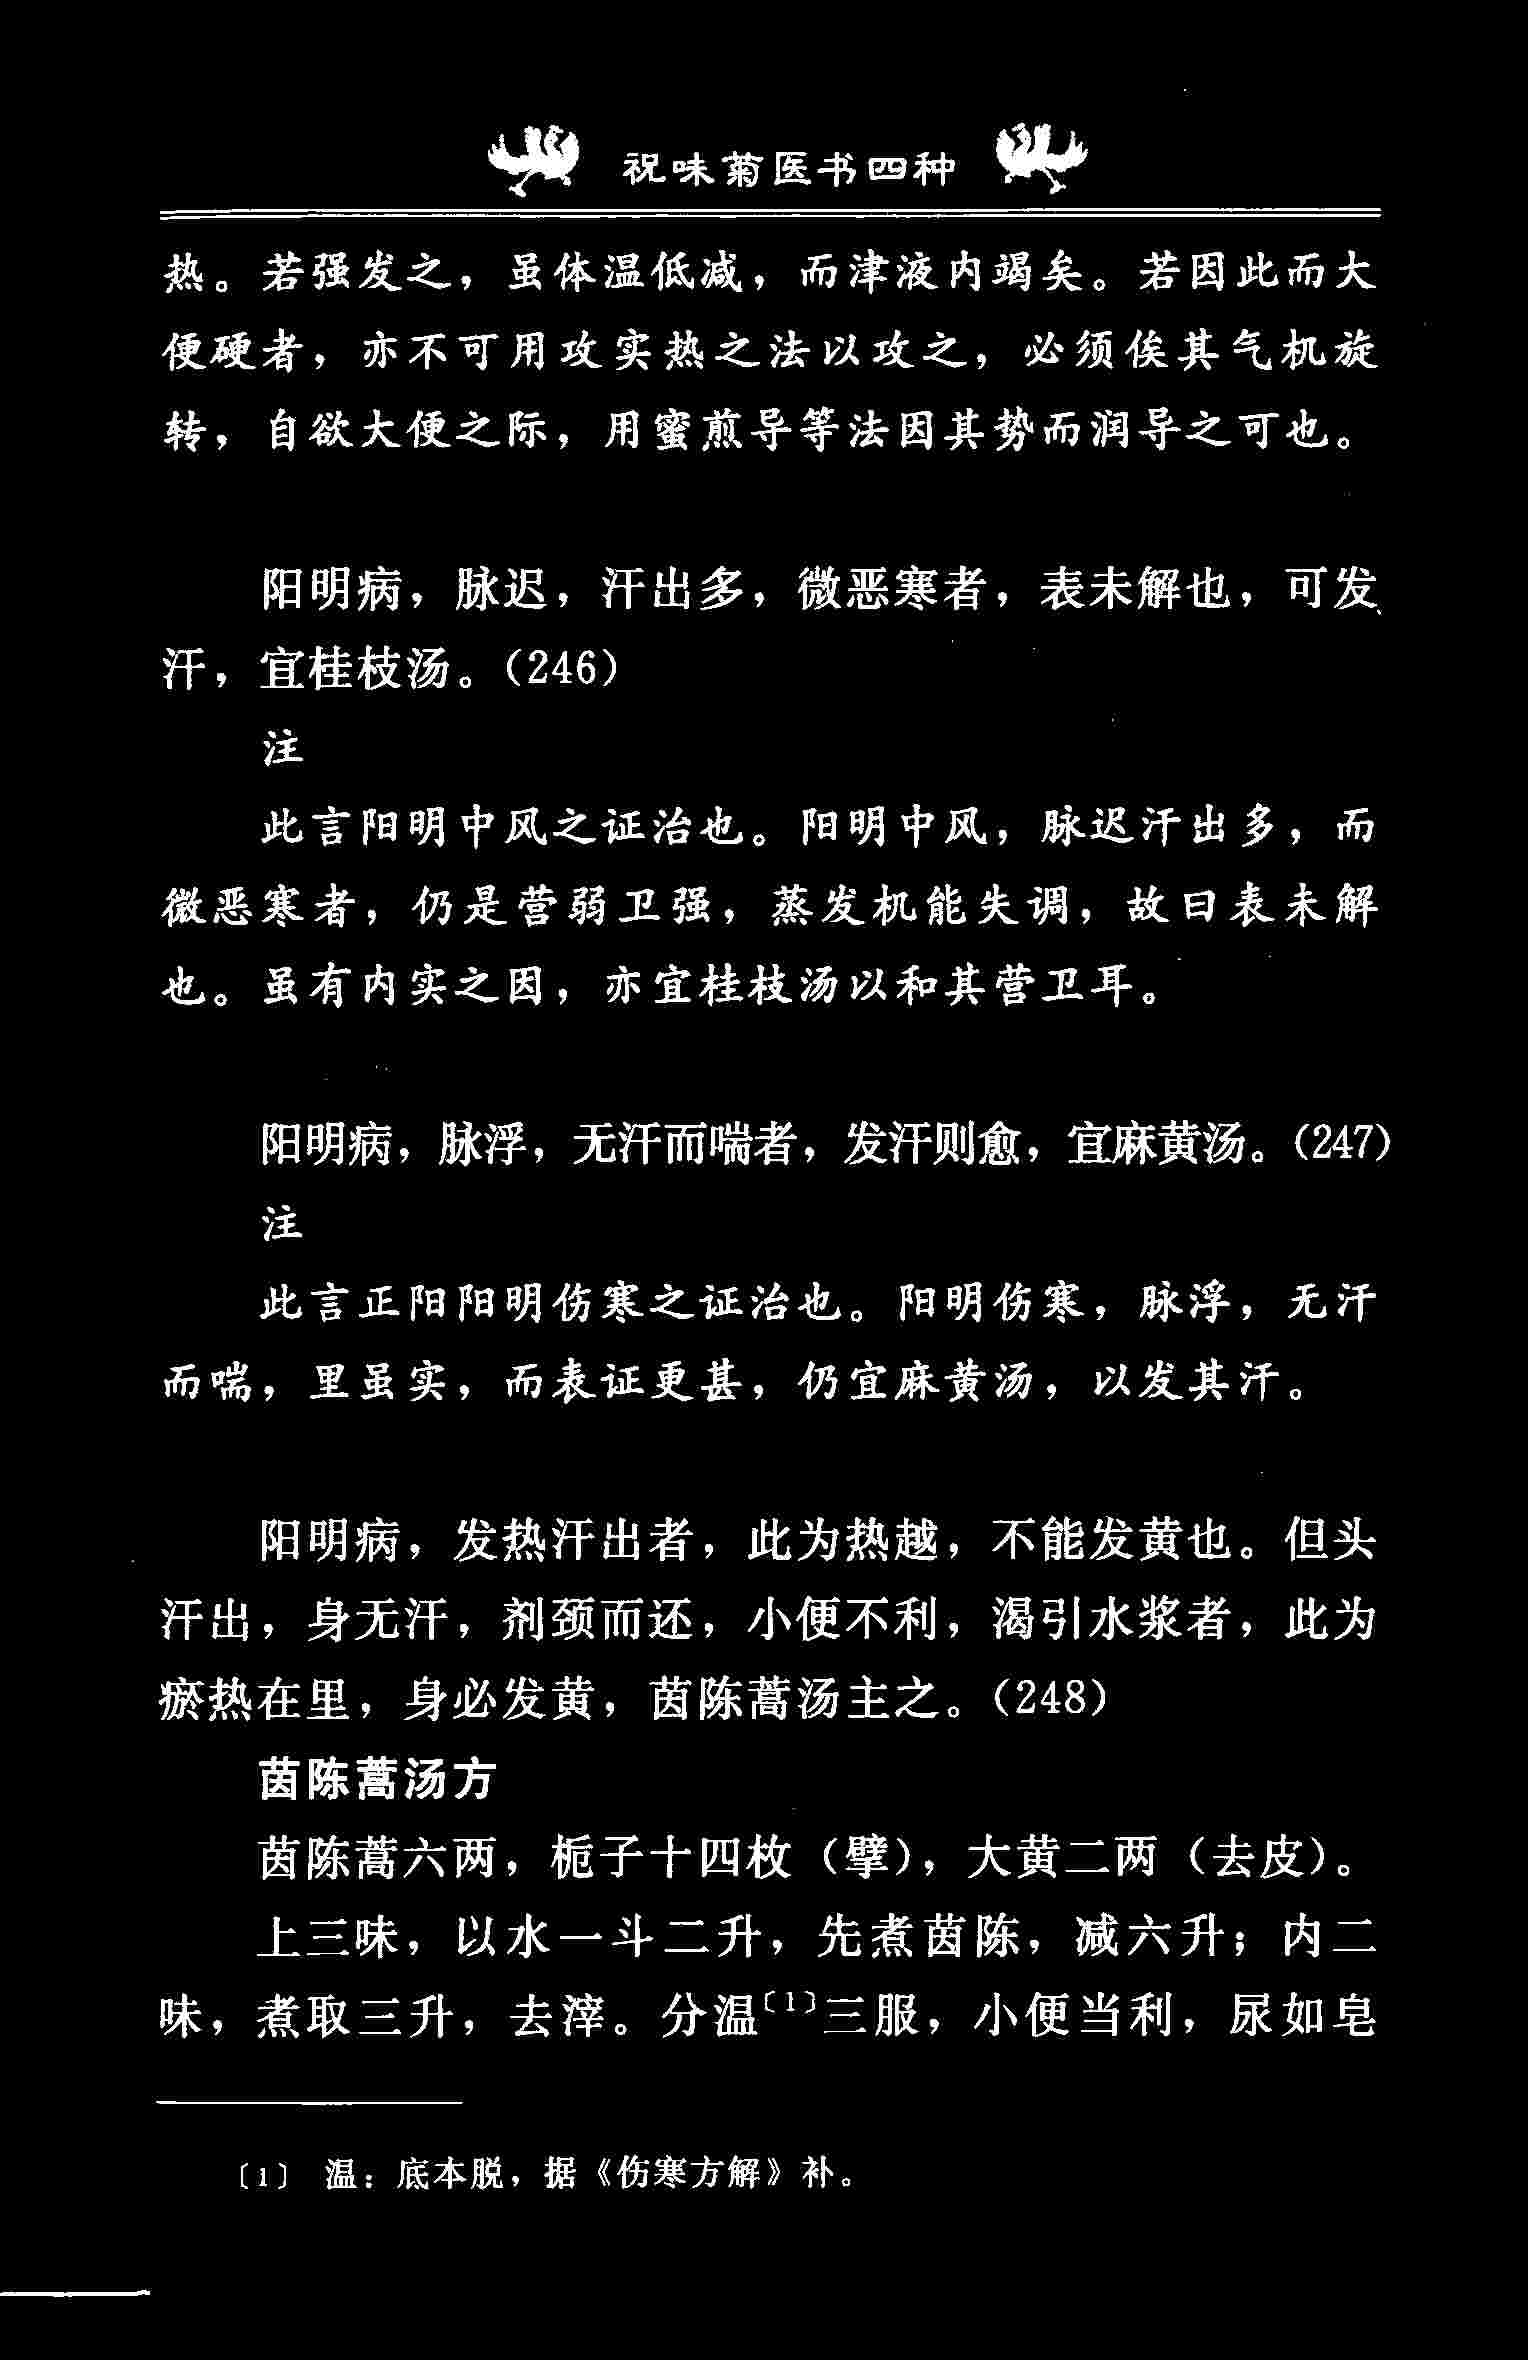 祝味菊医书四种
热。若强发之，虽体温低减，而津液内竭矣。若因此而大
便硬者，亦不可用攻实热之法以攻之，必须俟其气机旋
转，自欲大便之际，用蜜煎导等法因其势而润导之可也。
阳明病，脉迟，汗出多，微恶寒者，表未解也，可发
汗，宜桂枝汤。（246）
注
此言阳明中风之证治也。阳明中风，脉迟汗出多，而
微恶寒者，仍是营弱卫强，蒸发机能失调，故曰表未解
也。虽有内实之因，亦宜桂枝汤以和其营卫耳。
阳明病，脉浮，无汗而喘者，发汗则愈，宜麻黄汤。（247）
注
此言正阳阳明伤寒之证治也。阳明伤寒，脉浮，无汗
而喘，里虽实，而表证更甚，仍宜麻黄汤，以发其汗。
阳明病，发热汗出者，此为热越，不能发黄也。但头
汗出，身无汗，剂颈而还，小便不利，渴引水浆者，此为
瘀热在里，身必发黄，茵陈蒿汤主之。（248）
茵陈蒿汤方
茵陈蒿六两，栀子十四枚（擘），大黄二两（去皮）。
上三味，以水一斗二升，先煮茵陈，减六升；内二
味，煮取三升，去滓。分温〔1〕三服，小便当利，尿如皂
〔1〕 温：底本脱，据《伤寒方解》补。